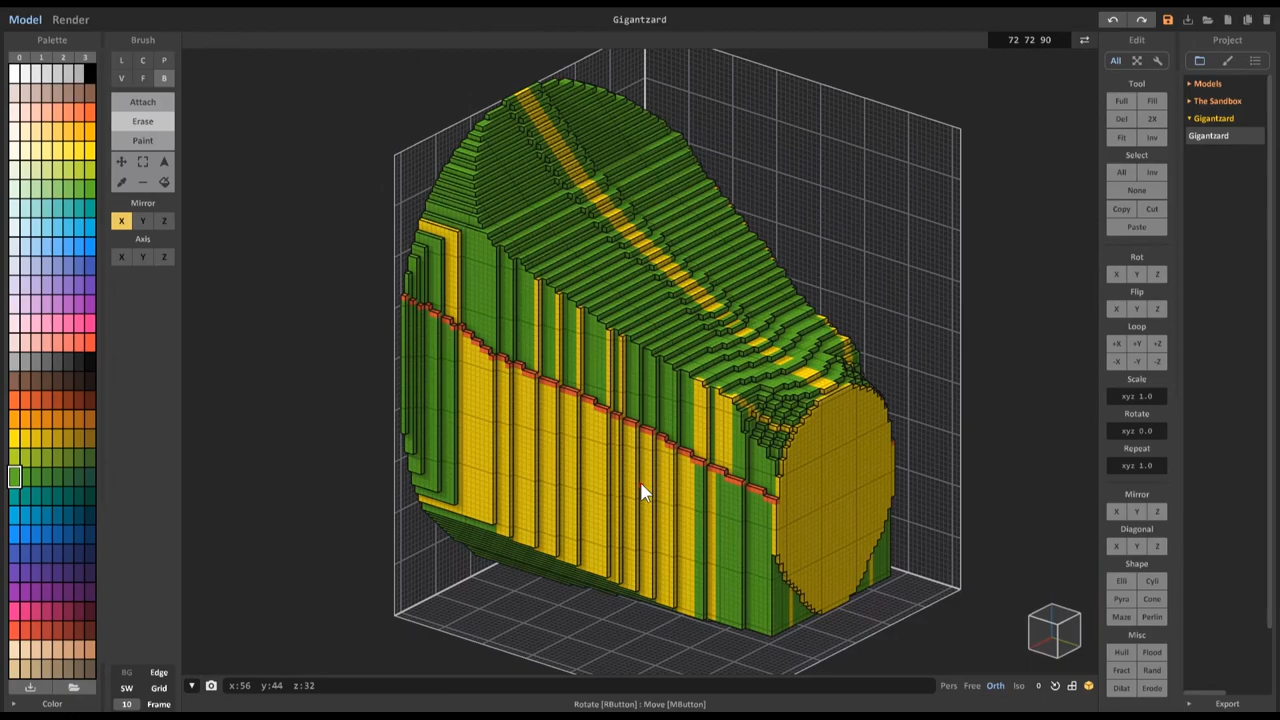 Model Render
Gigantzard
Palette
0 1 2 3
Brush
L C P
V F B
Attach
Erase
Paint
Mirror
X Y Z
Axis
X Y Z
BG Edge
SW Grid
10 Frame
Color
72 72 90
x:56 y:44 z:32
Pers Free Orth Iso 0
Rotate [RButton] : Move [MButton]
Edit
All
Tool
Full Fill
Del 2X
Fit Inv
Select
All Inv
None
Copy Cut
Paste
Rot
X Y Z
Flip
X Y Z
Loop
+X +Y +Z
-X -Y -Z
Scale
xyz 1.0
Rotate
xyz 0.0
Repeat
xyz 1.0
Mirror
X Y Z
Diagonal
X Y Z
Shape
Elli Cyli
Pyra Cone
Maze Perlin
Misc
Hull Flood
Fract Rand
Dilat Erode
Project
Models
The Sandbox
Gigantzard
Gigantzard
Export